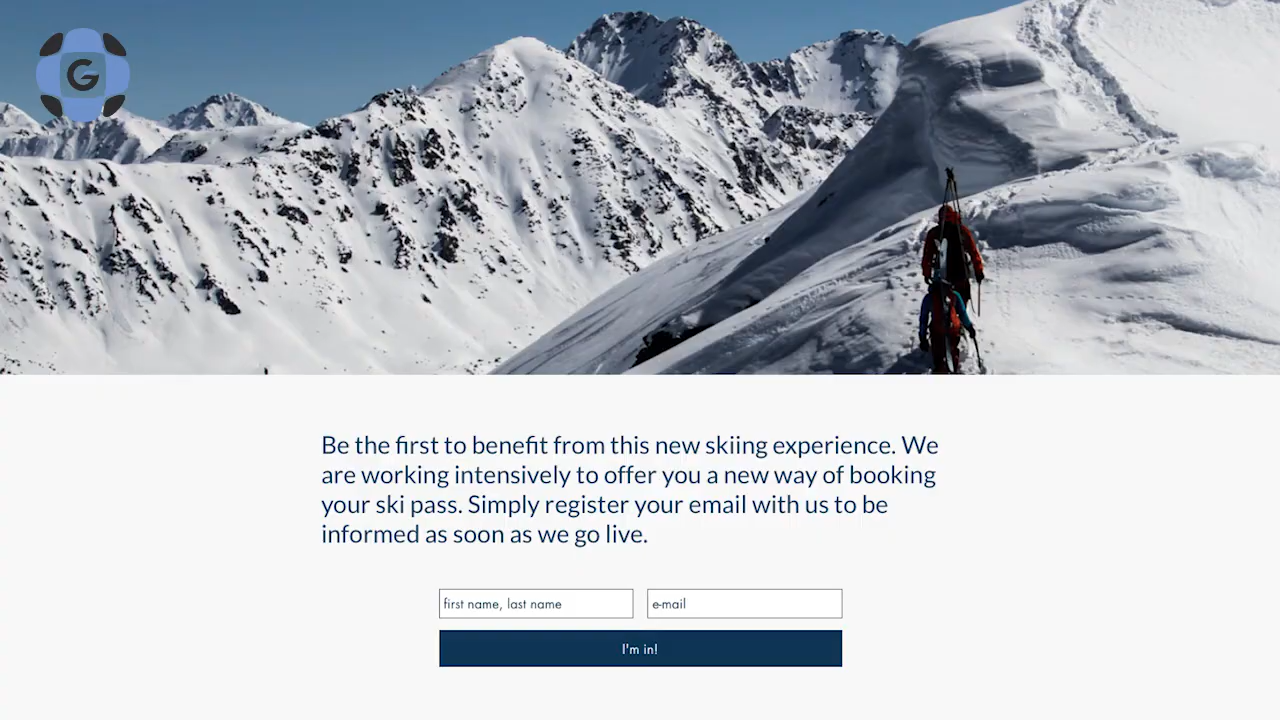 G
Be the first to benefit from this new skiing experience. We
are working intensively to offer you a new way of booking
your ski pass. Simply register your email with us to be
informed as soon as we go live.
first name, last name
e-mail
I'm in!